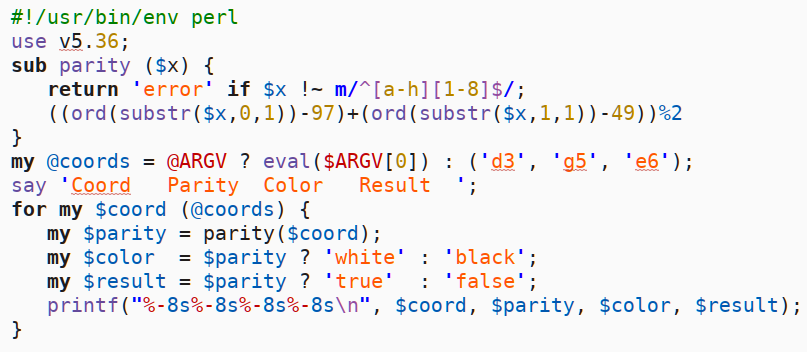 #!/usr/bin/env perl
use v5.36;
sub parity ($x) {
   return 'error' if $x !~ m/^[a-h][1-8]$/;
   ((ord(substr($x,0,1))-97)+(ord(substr($x,1,1))-49))%2
}
my @coords = @ARGV ? eval($ARGV[0]) : ('d3', 'g5', 'e6');
say 'Coord   Parity  Color   Result  ';
for my $coord (@coords) {
   my $parity = parity($coord);
   my $color  = $parity ? 'white' : 'black';
   my $result = $parity ? 'true'  : 'false';
   printf("%-8s%-8s%-8s%-8s\n", $coord, $parity, $color, $result);
}